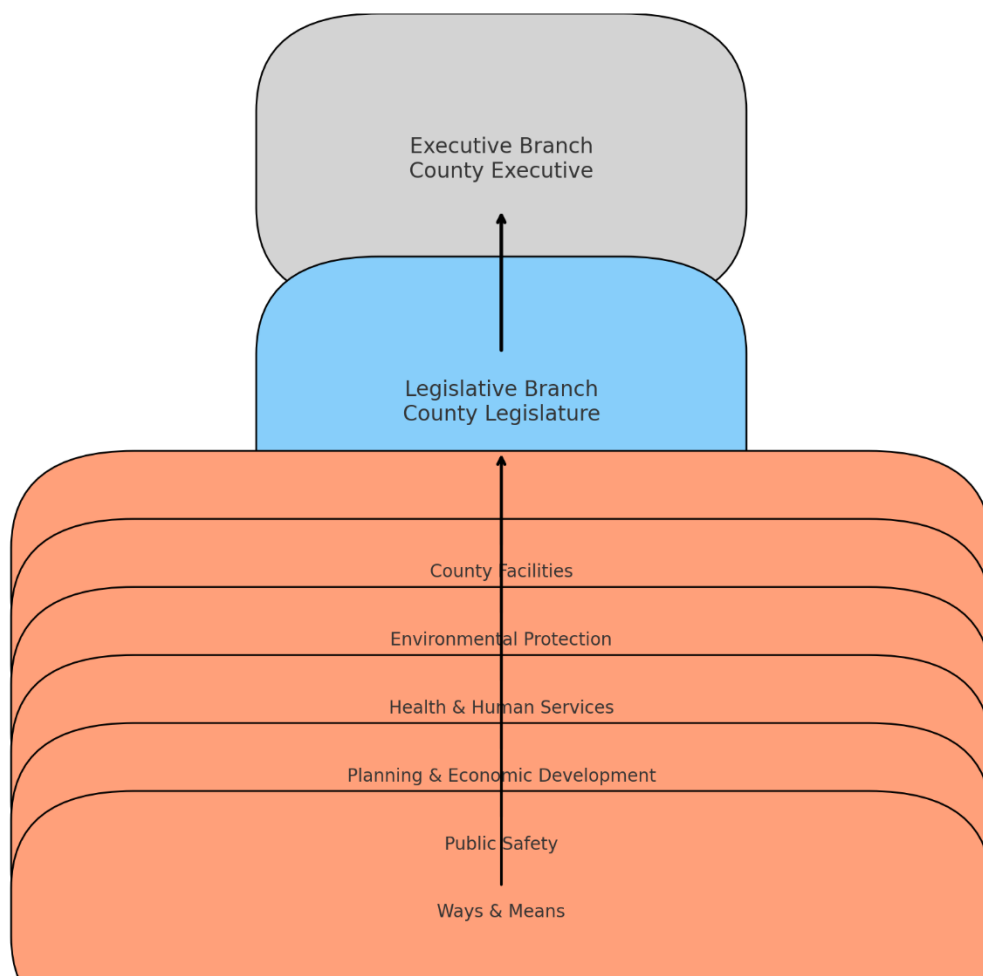 Executive Branch
County Executive
Legislative Branch
County Legislature
County Facilities
Environmental Protection
Health & Human Services
Planning & Economic Development
Public Safety
Ways & Means